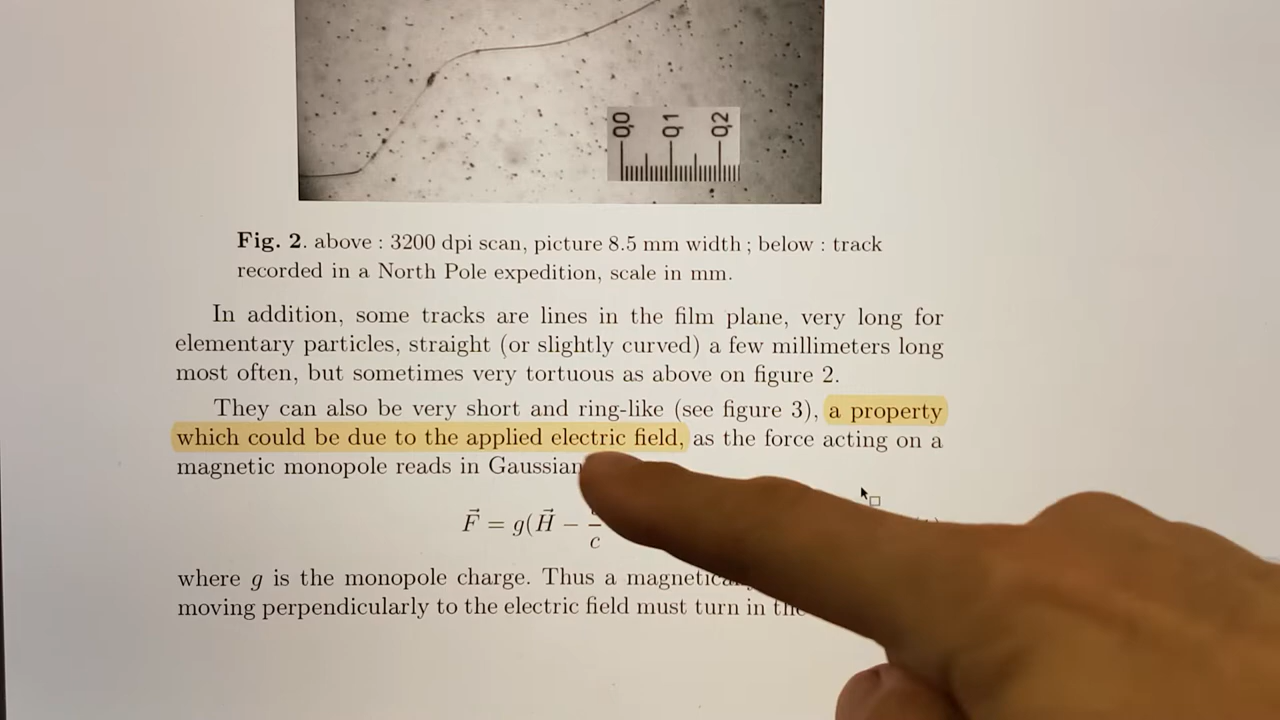 0,0 0,1 0,2
Fig. 2. above : 3200 dpi scan, picture 8.5 mm width ; below : track
recorded in a North Pole expedition, scale in mm.
In addition, some tracks are lines in the film plane, very long for
elementary particles, straight (or slightly curved) a few millimeters long
most often, but sometimes very tortuous as above on figure 2.
They can also be very short and ring-like (see figure 3), a property
which could be due to the applied electric field, as the force acting on a
magnetic monopole reads in Gaussian
F⃗ = g(H⃗ − — c
where g is the monopole charge. Thus a
moving perpendicularly to the electric field must turn in the